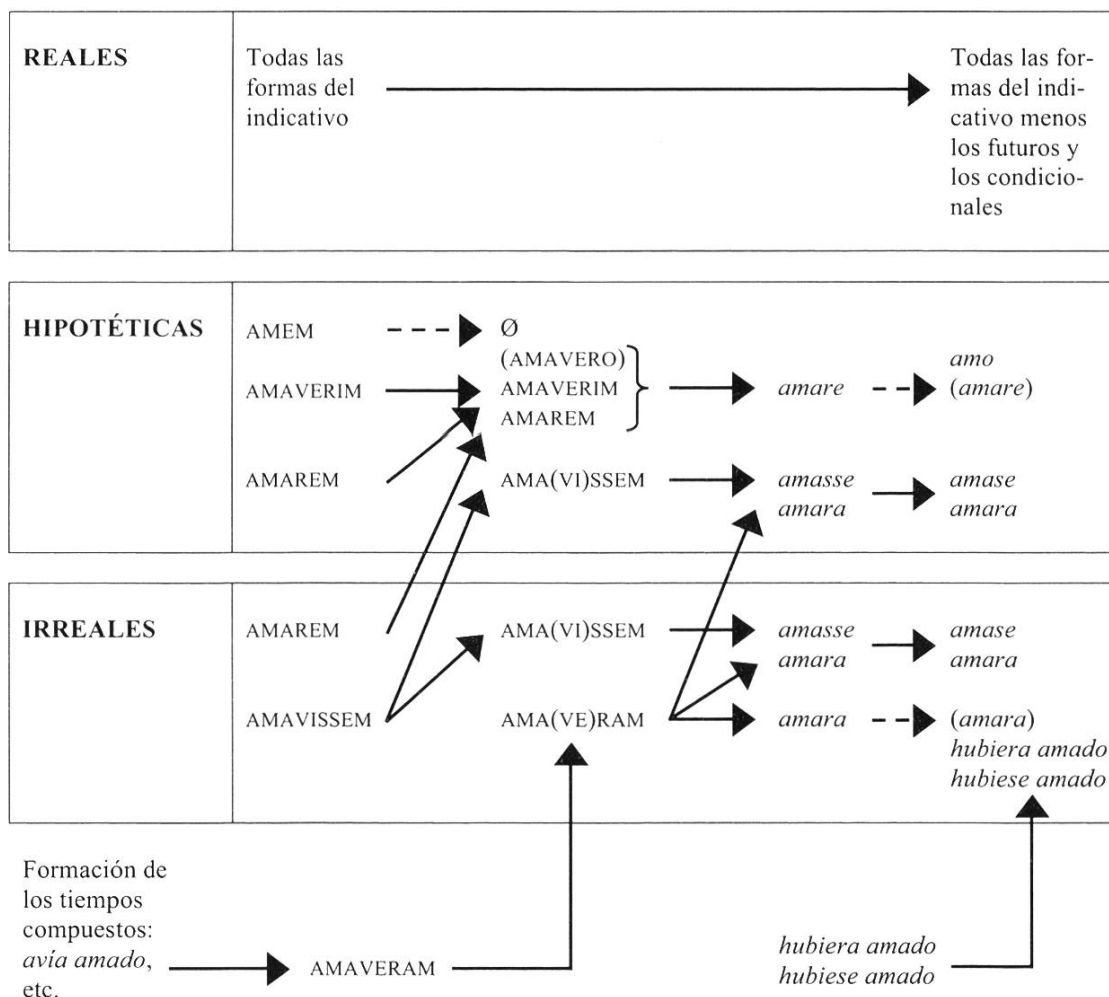 REALES
Todas las
formas del
indicativo
Todas las for-
mas del indi-
cativo menos
los futuros y
los condicio-
nales
HIPOTÉTICAS
AMEM
Ø
(AMAVERO)
AMAVERIM
AMAVERIM
AMAREM
amare
amo
(amare)
AMAREM
AMA(VI)SSEM
amasse
amara
amase
amara
IRREALES
AMAREM
AMA(VI)SSEM
amasse
amara
amase
amara
AMAVISSEM
AMA(VE)RAM
amara
(amara)
hubiera amado
hubiese amado
Formación de
los tiempos
compuestos:
avía amado,
etc.
AMAVERAM
hubiera amado
hubiese amado